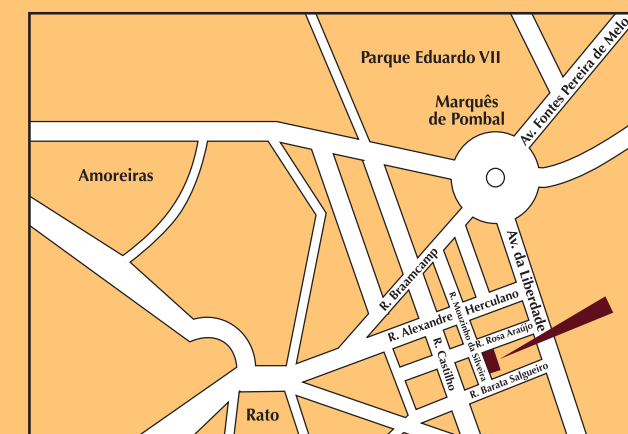 Parque Eduardo VII
Marquês
de Pombal
Av. Fontes Pereira de Melo
Amoreiras
Av. da Liberdade
R. Braamcamp
R. Alexandre Herculano
R. Mouzinho da Silveira
R. Rosa Araújo
R. Castilho
R. Barata Salgueiro
Rato